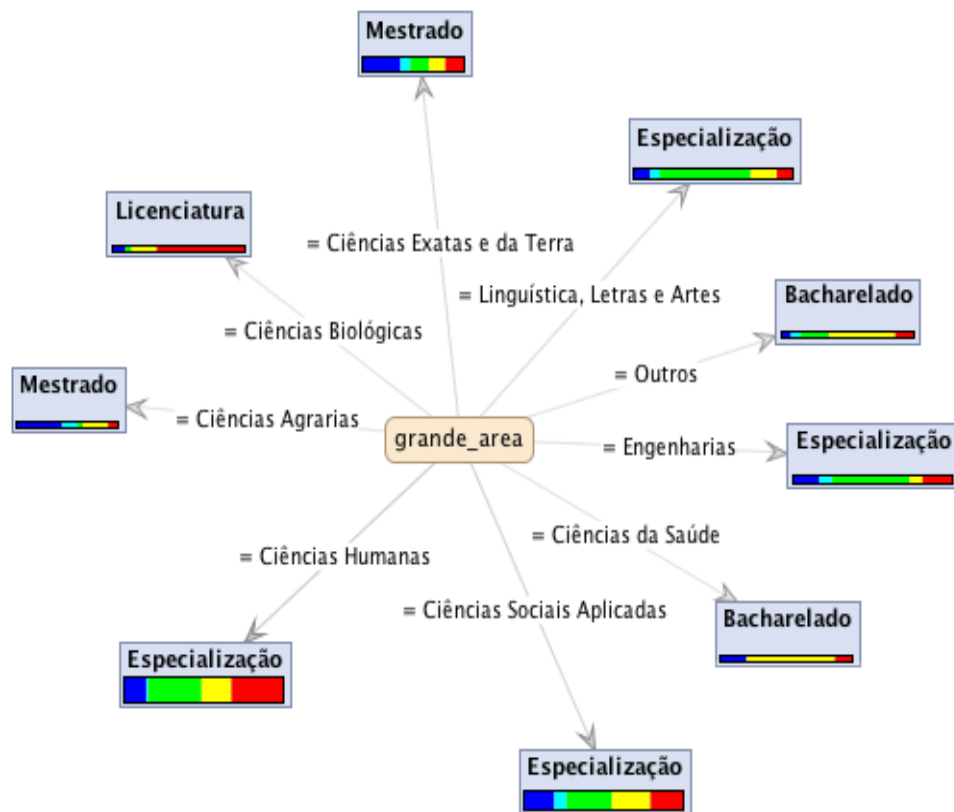 Mestrado
Especialização
Licenciatura
= Ciências Exatas e da Terra
= Linguística, Letras e Artes
Bacharelado
= Ciências Biológicas
= Outros
Mestrado
= Ciências Agrarias
grande_area
= Engenharias
Especialização
= Ciências da Saúde
= Ciências Humanas
= Ciências Sociais Aplicadas
Bacharelado
Especialização
Especialização